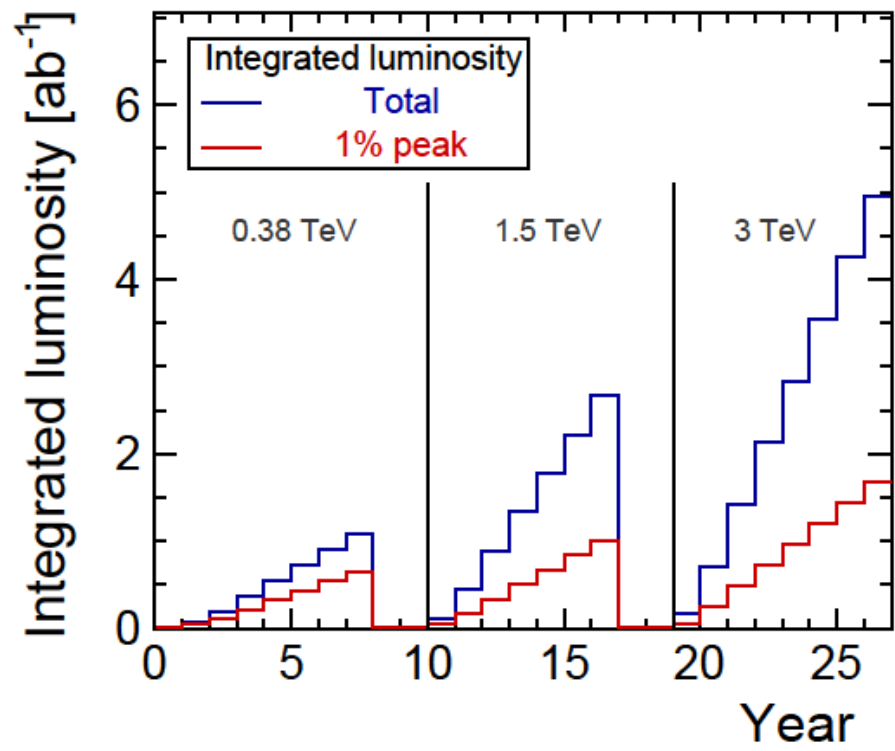 Integrated luminosity [ab⁻¹]
6
4
2
0
Integrated luminosity
Total
1% peak
0.38 TeV
1.5 TeV
3 TeV
0
5
10
15
20
25
Year